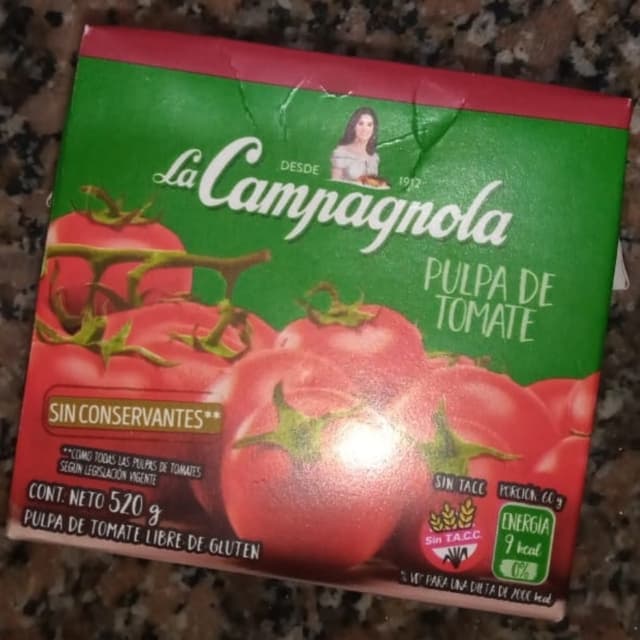 DESDE 1912
La Campagnola
PULPA DE
TOMATE
SIN CONSERVANTES**
**COMO TODAS LAS PULPAS DE TOMATES
SEGÚN LEGISLACIÓN VIGENTE
CONT. NETO 520 g
PULPA DE TOMATE LIBRE DE GLUTEN
SIN TACC
Sin T.A.C.C.
PORCIÓN 60 g
ENERGÍA
9 kcal
0%
% VD* PARA UNA DIETA DE 2000 kcal